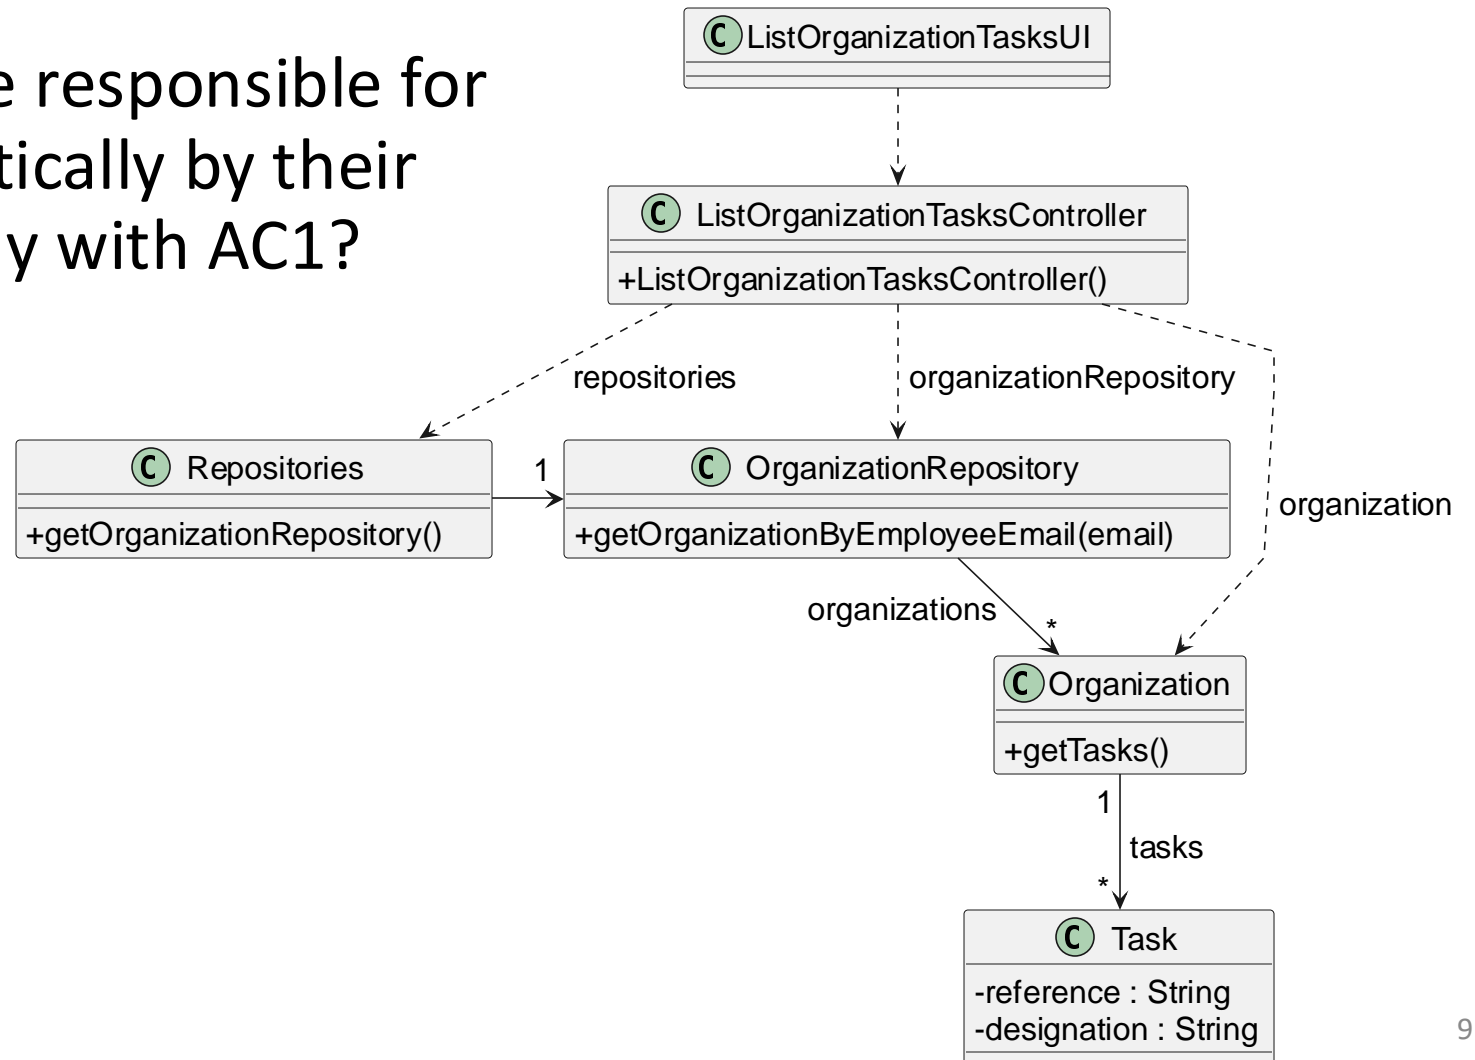 e responsible for
tically by their
y with AC1?
C ListOrganizationTasksUI
C ListOrganizationTasksController
+ListOrganizationTasksController()
repositories
organizationRepository
organization
C Repositories
+getOrganizationRepository()
1
C OrganizationRepository
+getOrganizationByEmployeeEmail(email)
organizations
*
C Organization
+getTasks()
1
tasks
*
C Task
-reference : String
-designation : String
9